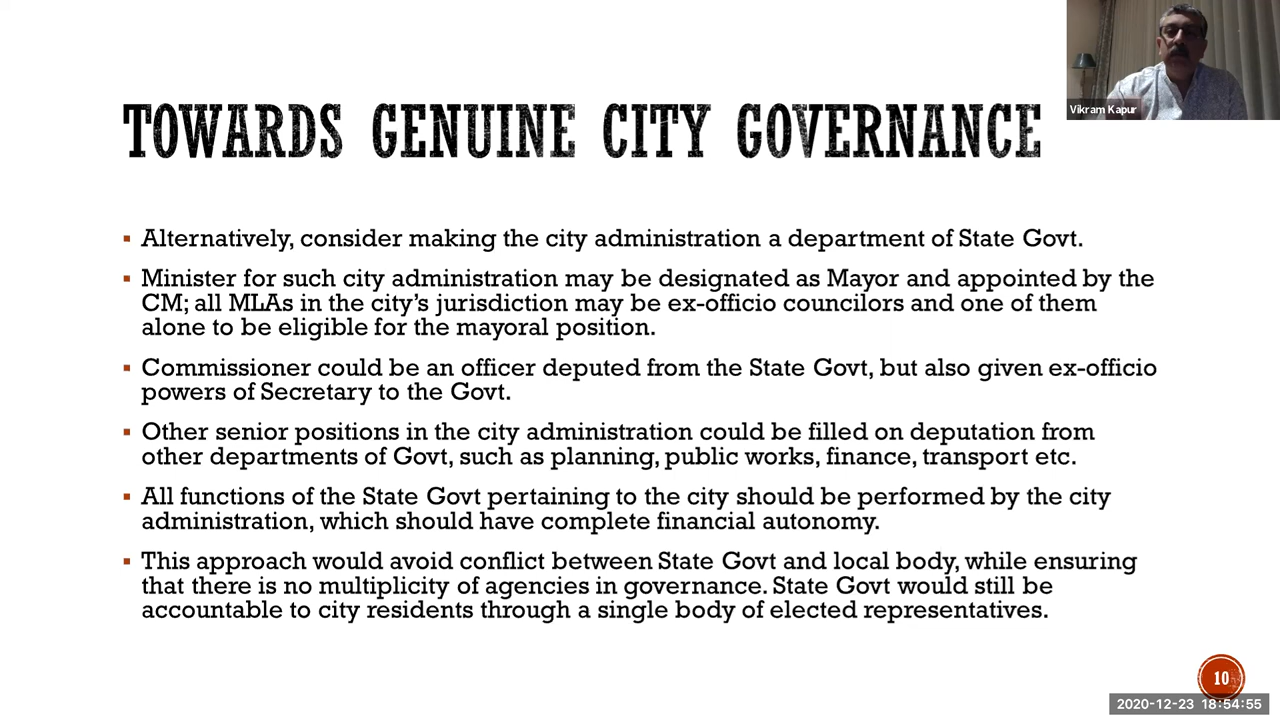 Vikram Kapur
TOWARDS GENUINE CITY GOVERNANCE
▪ Alternatively, consider making the city administration a department of State Govt.
▪ Minister for such city administration may be designated as Mayor and appointed by the
CM; all MLAs in the city's jurisdiction may be ex-officio councilors and one of them
alone to be eligible for the mayoral position.
▪ Commissioner could be an officer deputed from the State Govt, but also given ex-officio
powers of Secretary to the Govt.
▪ Other senior positions in the city administration could be filled on deputation from
other departments of Govt, such as planning, public works, finance, transport etc.
▪ All functions of the State Govt pertaining to the city should be performed by the city
administration, which should have complete financial autonomy.
▪ This approach would avoid conflict between State Govt and local body, while ensuring
that there is no multiplicity of agencies in governance. State Govt would still be
accountable to city residents through a single body of elected representatives.
10
2020-12-23 18:54:55